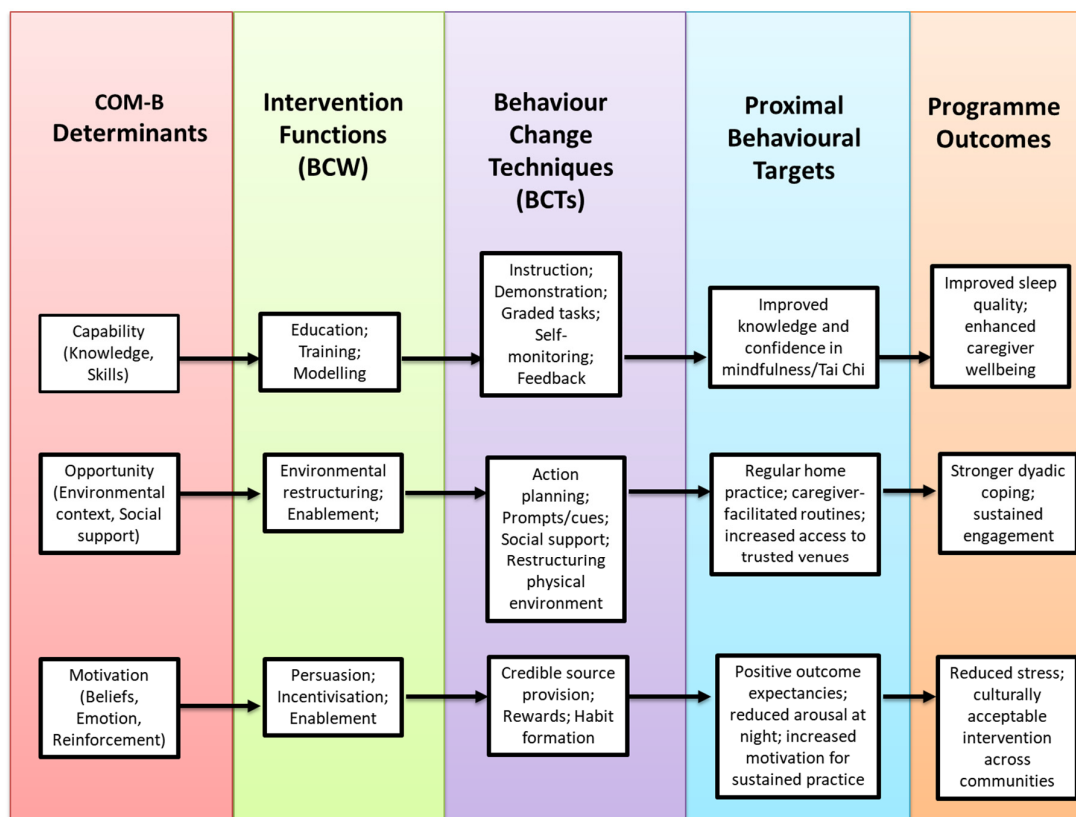 COM-B
Determinants
Intervention
Functions
(BCW)
Behaviour
Change
Techniques
(BCTs)
Proximal
Behavioural
Targets
Programme
Outcomes
Capability
(Knowledge,
Skills)
Education;
Training;
Modelling
Instruction;
Demonstration;
Graded tasks;
Self-
monitoring;
Feedback
Improved
knowledge and
confidence in
mindfulness/Tai Chi
Improved sleep
quality;
enhanced
caregiver
wellbeing
Opportunity
(Environmental
context, Social
support)
Environmental
restructuring;
Enablement;
Action
planning;
Prompts/cues;
Social support;
Restructuring
physical
environment
Regular home
practice; caregiver-
facilitated routines;
increased access to
trusted venues
Stronger dyadic
coping;
sustained
engagement
Motivation
(Beliefs,
Emotion,
Reinforcement)
Persuasion;
Incentivisation;
Enablement
Credible source
provision;
Rewards; Habit
formation
Positive outcome
expectancies;
reduced arousal at
night; increased
motivation for
sustained practice
Reduced stress;
culturally
acceptable
intervention
across
communities